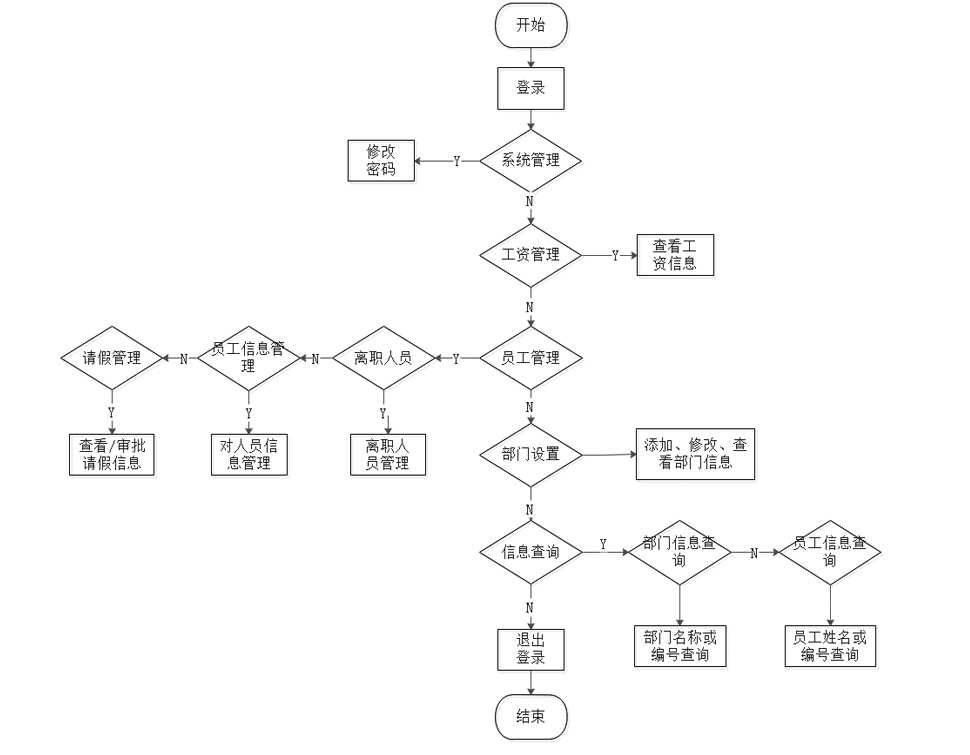 开始
登录
修改
密码
Y
系统管理
N
工资管理
Y
查看工
资信息
N
请假管理
N
员工信息管
理
N
离职人员
Y
员工管理
Y
Y
Y
N
查看/审批
请假信息
对人员信
息管理
离职人
员管理
部门设置
添加、修改、查
看部门信息
N
信息查询
Y
部门信息查
询
N
员工信息查
询
N
退出
登录
部门名称或
编号查询
员工姓名或
编号查询
结束